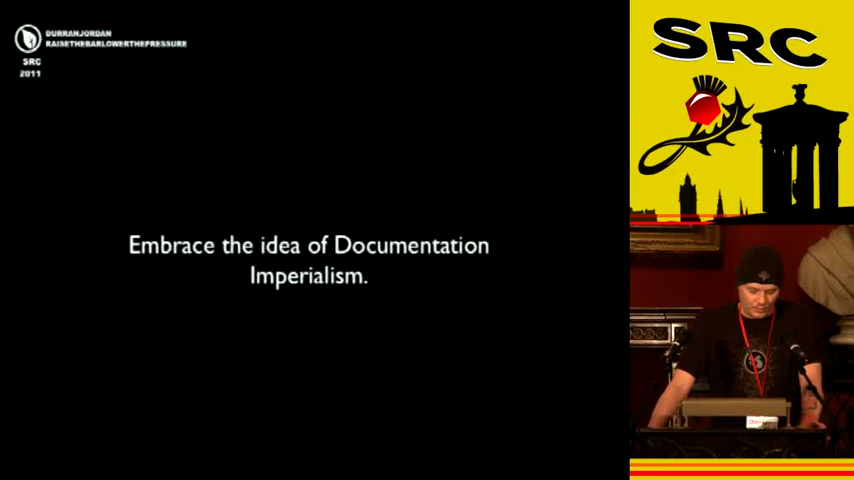 DURRANJORDAN
RAISETHEBARLOWERTHEPRESSURE
SRC
2011
Embrace the idea of Documentation
Imperialism.
SRC